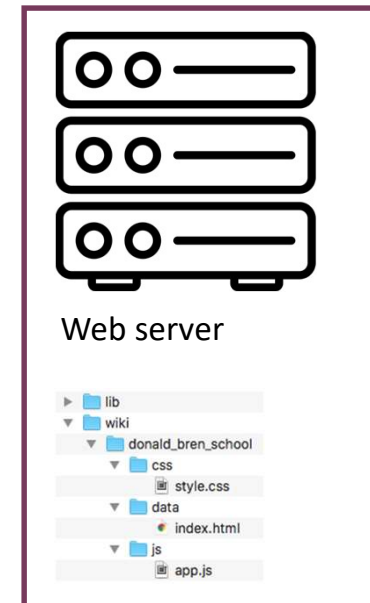 Web server
lib
wiki
donald_bren_school
css
style.css
data
index.html
js
app.js